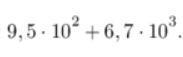 9,5 · 10² + 6,7 · 10³.